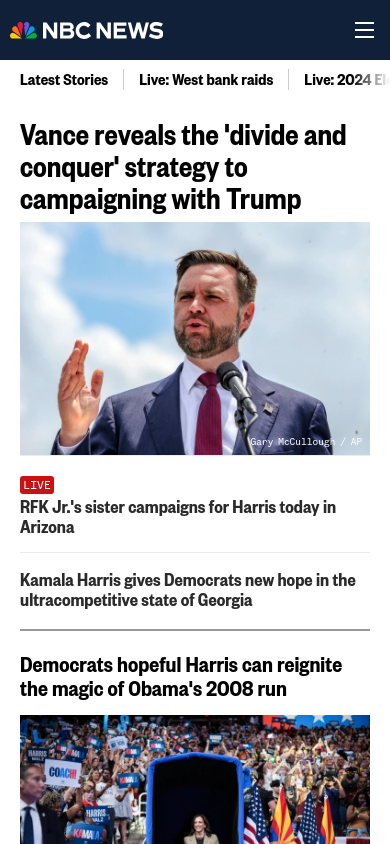 NBC NEWS
Latest Stories
Live: West bank raids
Live: 2024 El
Vance reveals the 'divide and
conquer' strategy to
campaigning with Trump
Gary McCullough / AP
LIVE
RFK Jr.'s sister campaigns for Harris today in
Arizona
Kamala Harris gives Democrats new hope in the
ultracompetitive state of Georgia
Democrats hopeful Harris can reignite
the magic of Obama's 2008 run
HARRIS
WALZ
COACH!
HARRIS
KAMALA